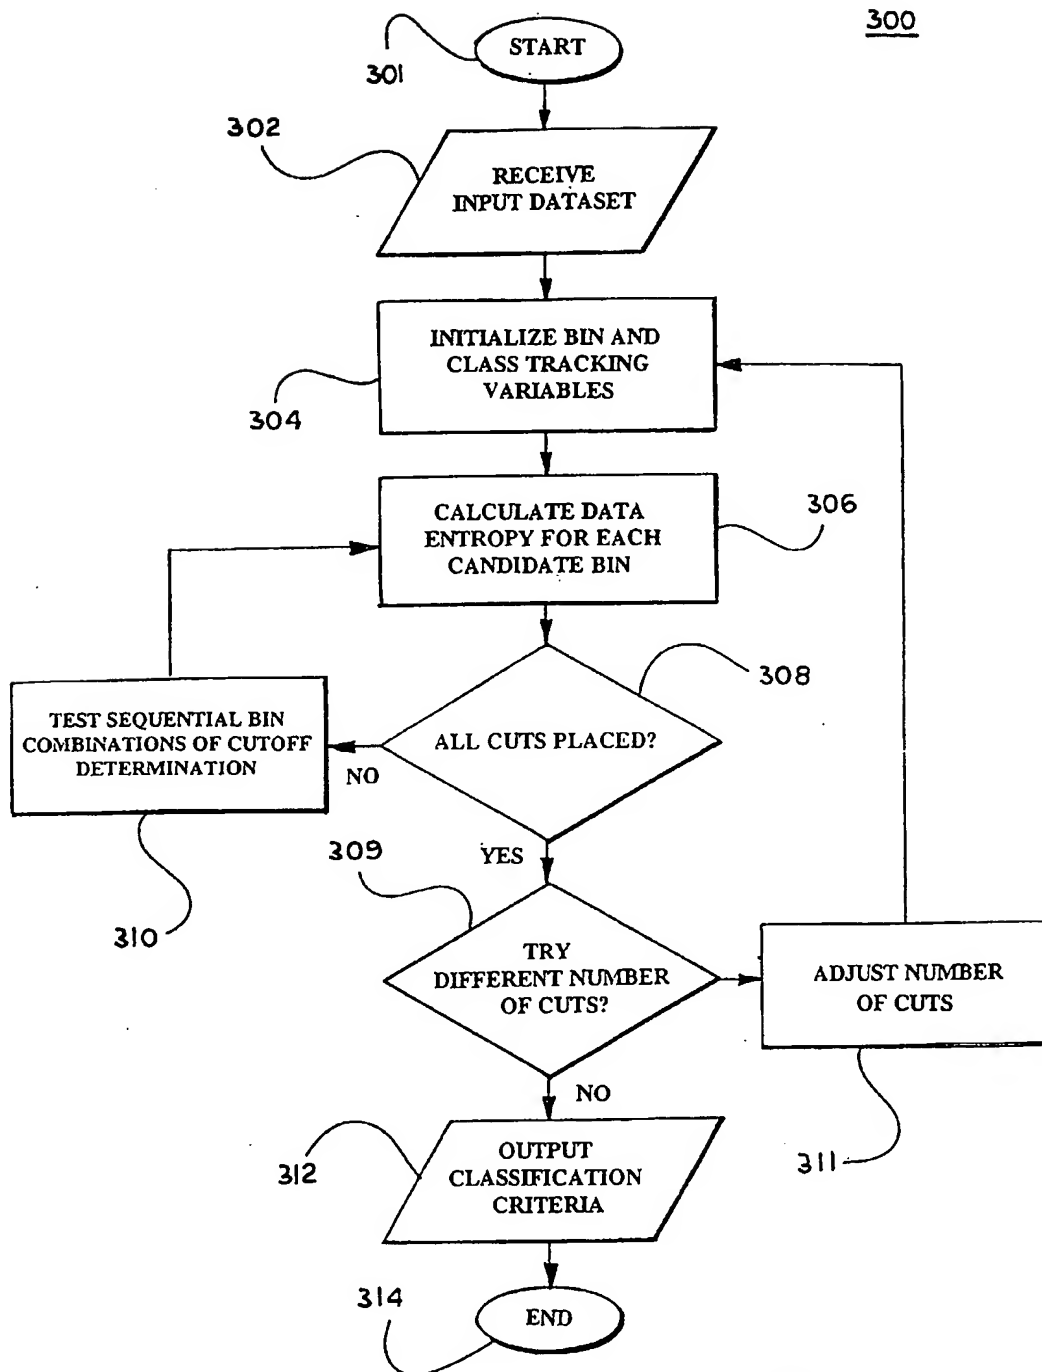 300
START
301
302
RECEIVE
INPUT DATASET
INITIALIZE BIN AND
CLASS TRACKING
VARIABLES
304
CALCULATE DATA
ENTROPY FOR EACH
CANDIDATE BIN
306
308
TEST SEQUENTIAL BIN
COMBINATIONS OF CUTOFF
DETERMINATION
ALL CUTS PLACED?
NO
YES
309
310
TRY
DIFFERENT NUMBER
OF CUTS?
ADJUST NUMBER
OF CUTS
NO
311
312
OUTPUT
CLASSIFICATION
CRITERIA
314
END